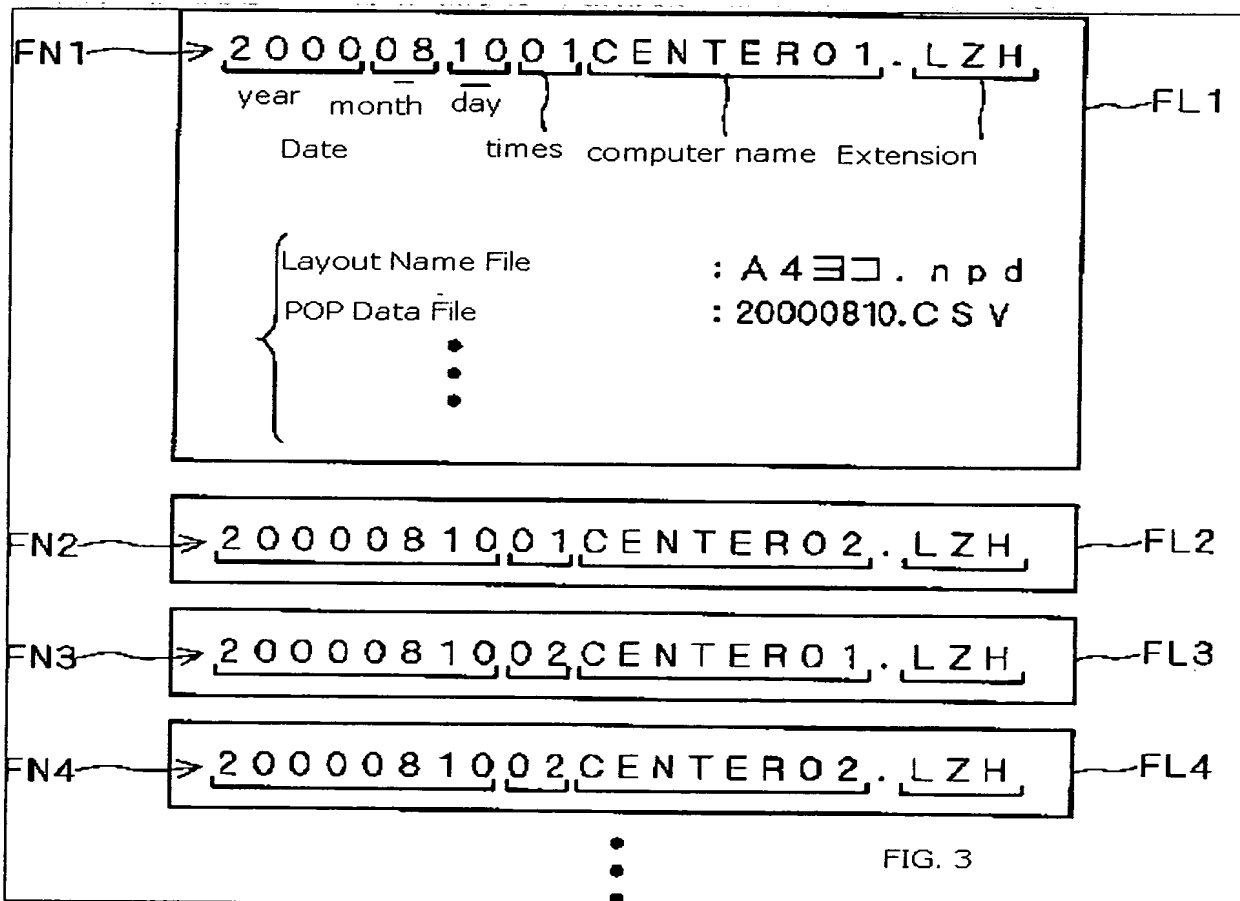 FN1 2000081001CENTER01.LZH FL1
year month day
Date times computer name Extension
Layout Name File :A4ヨコ.npd
POP Data File :20000810.CSV
FN2 2000081001CENTER02.LZH FL2
FN3 2000081002CENTER01.LZH FL3
FN4 2000081002CENTER02.LZH FL4
FIG. 3